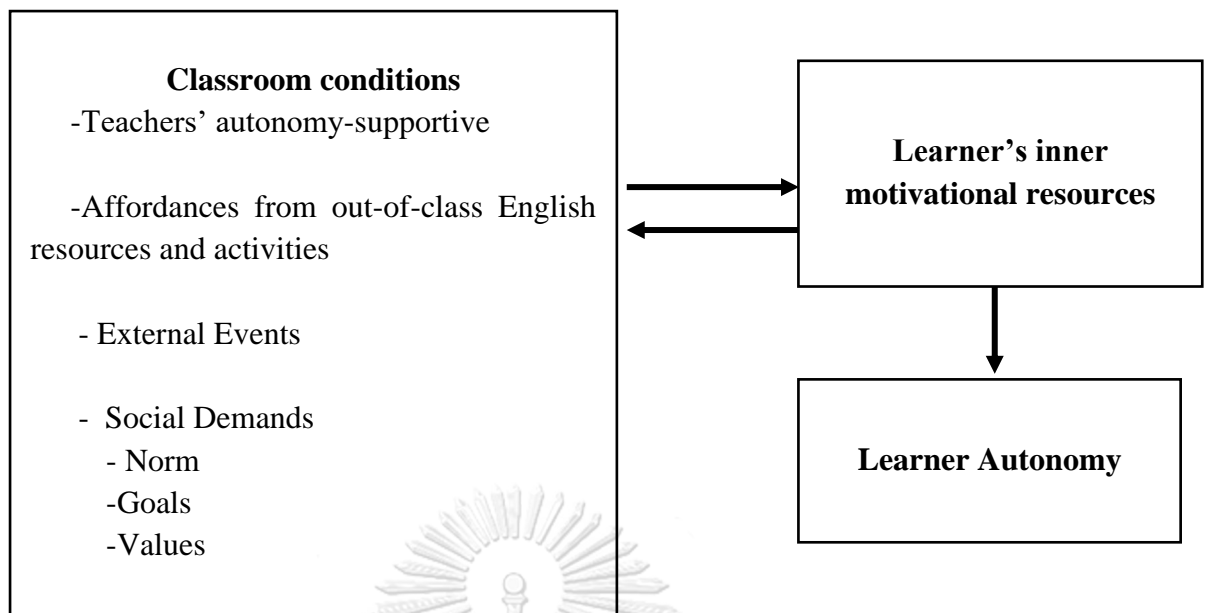 Classroom conditions
-Teachers’ autonomy-supportive
-Affordances from out-of-class English
resources and activities
- External Events
- Social Demands
- Norm
-Goals
-Values
Learner’s inner
motivational resources
Learner Autonomy